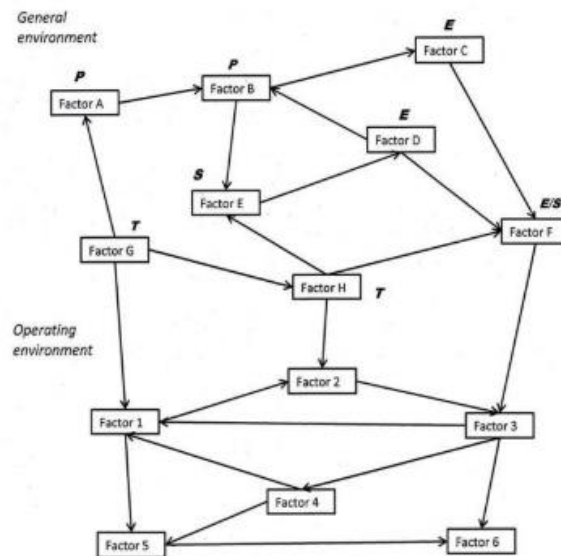 General
environment
E
Factor C
P
P
Factor B
Factor A
E
Factor D
S
Factor E
E/S
Factor F
T
Factor G
Factor H
T
Operating
environment
Factor 2
Factor 1
Factor 3
Factor 4
Factor 5
Factor 6